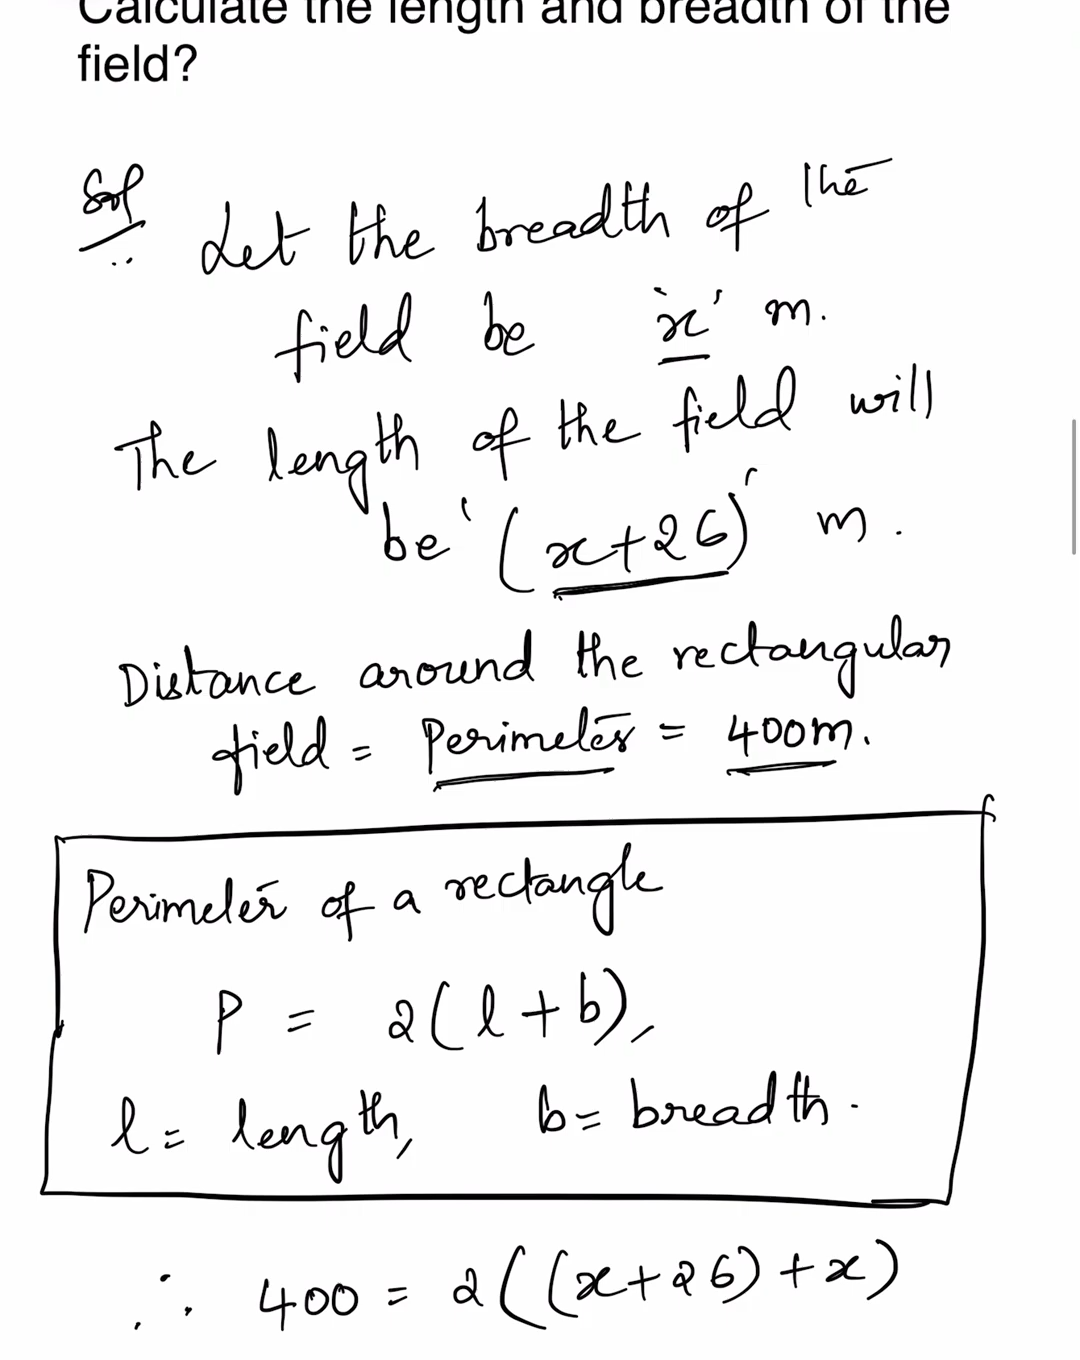 Calculate the length and breadth of the
field?
Sol
Let the breadth of the
field be 'x' m.
The length of the field will
be '(x+26)' m.
Distance around the rectangular
field = Perimeter = 400m.
Perimeter of a rectangle
P = 2(l+b),
l = length, b = breadth.
∴ 400 = 2((x+26)+x)